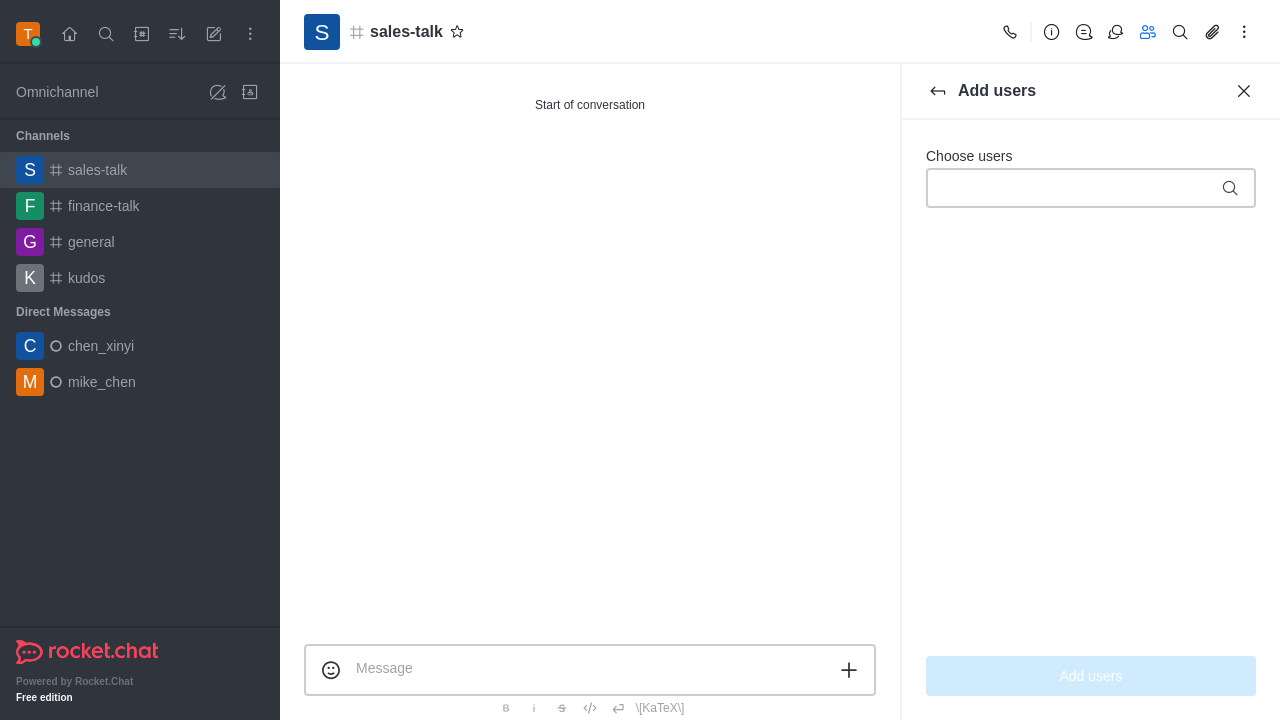 T
Omnichannel
Channels
S sales-talk
F finance-talk
G general
K kudos
Direct Messages
C chen_xinyi
M mike_chen
rocket.chat
Powered by Rocket.Chat
Free edition
S sales-talk
Start of conversation
Message
B i S \[KaTeX\]
Add users
Choose users
Add users